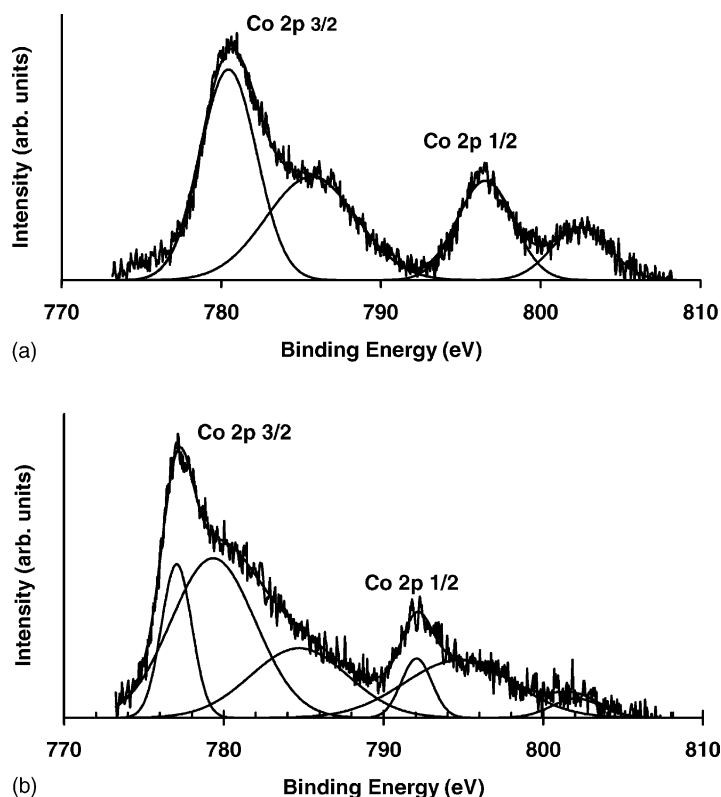 Co 2p 3/2
Co 2p 1/2
Intensity (arb. units)
770 780 790 800 810
(a)
Binding Energy (eV)
Co 2p 3/2
Co 2p 1/2
Intensity (arb. units)
770 780 790 800 810
(b)
Binding Energy (eV)